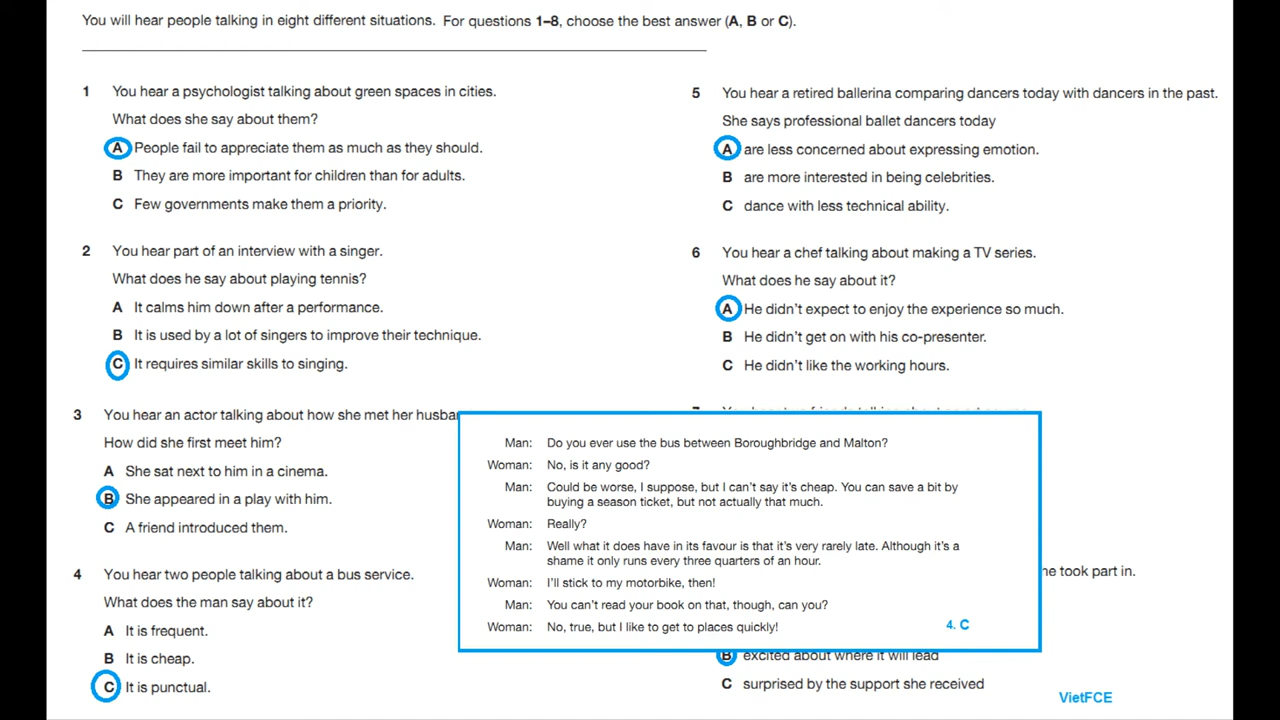 You will hear people talking in eight different situations. For questions 1–8, choose the best answer (A, B or C).
1 You hear a psychologist talking about green spaces in cities.
What does she say about them?
A People fail to appreciate them as much as they should.
B They are more important for children than for adults.
C Few governments make them a priority.
2 You hear part of an interview with a singer.
What does he say about playing tennis?
A It calms him down after a performance.
B It is used by a lot of singers to improve their technique.
C It requires similar skills to singing.
3 You hear an actor talking about how she met her
How did she first meet him?
A She sat next to him in a cinema.
B She appeared in a play with him.
C A friend introduced them.
4 You hear two people talking about a bus service.
What does the man say about it?
A It is frequent.
B It is cheap.
C It is punctual.
5 You hear a retired ballerina comparing dancers today with dancers in the past.
She says professional ballet dancers today
A are less concerned about expressing emotion.
B are more interested in being celebrities.
C dance with less technical ability.
6 You hear a chef talking about making a TV series.
What does he say about it?
A He didn't expect to enjoy the experience so much.
B He didn't get on with his co-presenter.
C He didn't like the working hours.
Man: Do you ever use the bus between Boroughbridge and Malton?
Woman: No, is it any good?
Man: Could be worse, I suppose, but I can't say it's cheap. You can save a bit by
buying a season ticket, but not actually that much.
Woman: Really?
Man: Well what it does have in its favour is that it's very rarely late. Although it's a
shame it only runs every three quarters of an hour.
Woman: I'll stick to my motorbike, then!
Man: You can't read your book on that, though, can you?
Woman: No, true, but I like to get to places quickly!
4. C
took part in.
B excited about where it will lead
C surprised by the support she received
VietFCE